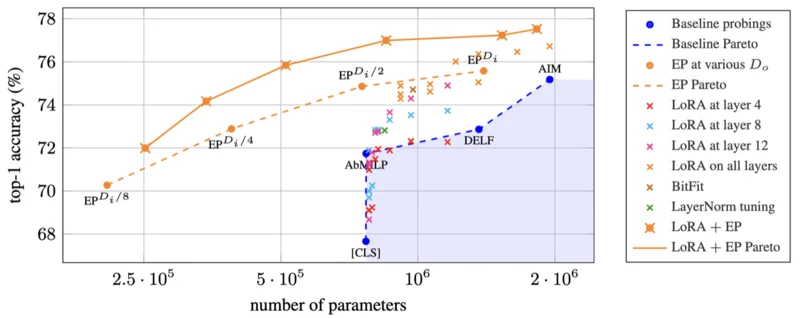 78
76
74
72
70
68
top-1 accuracy (%)
EP^{D_i/8}
EP^{D_i/4}
EP^{D_i/2}
EP^{D_i}
AIM
DELF
AbMILP
[CLS]
2.5 · 10^5
5 · 10^5
10^6
2 · 10^6
number of parameters
Baseline probings
Baseline Pareto
EP at various D_o
EP Pareto
LoRA at layer 4
LoRA at layer 8
LoRA at layer 12
LoRA on all layers
BitFit
LayerNorm tuning
LoRA + EP
LoRA + EP Pareto